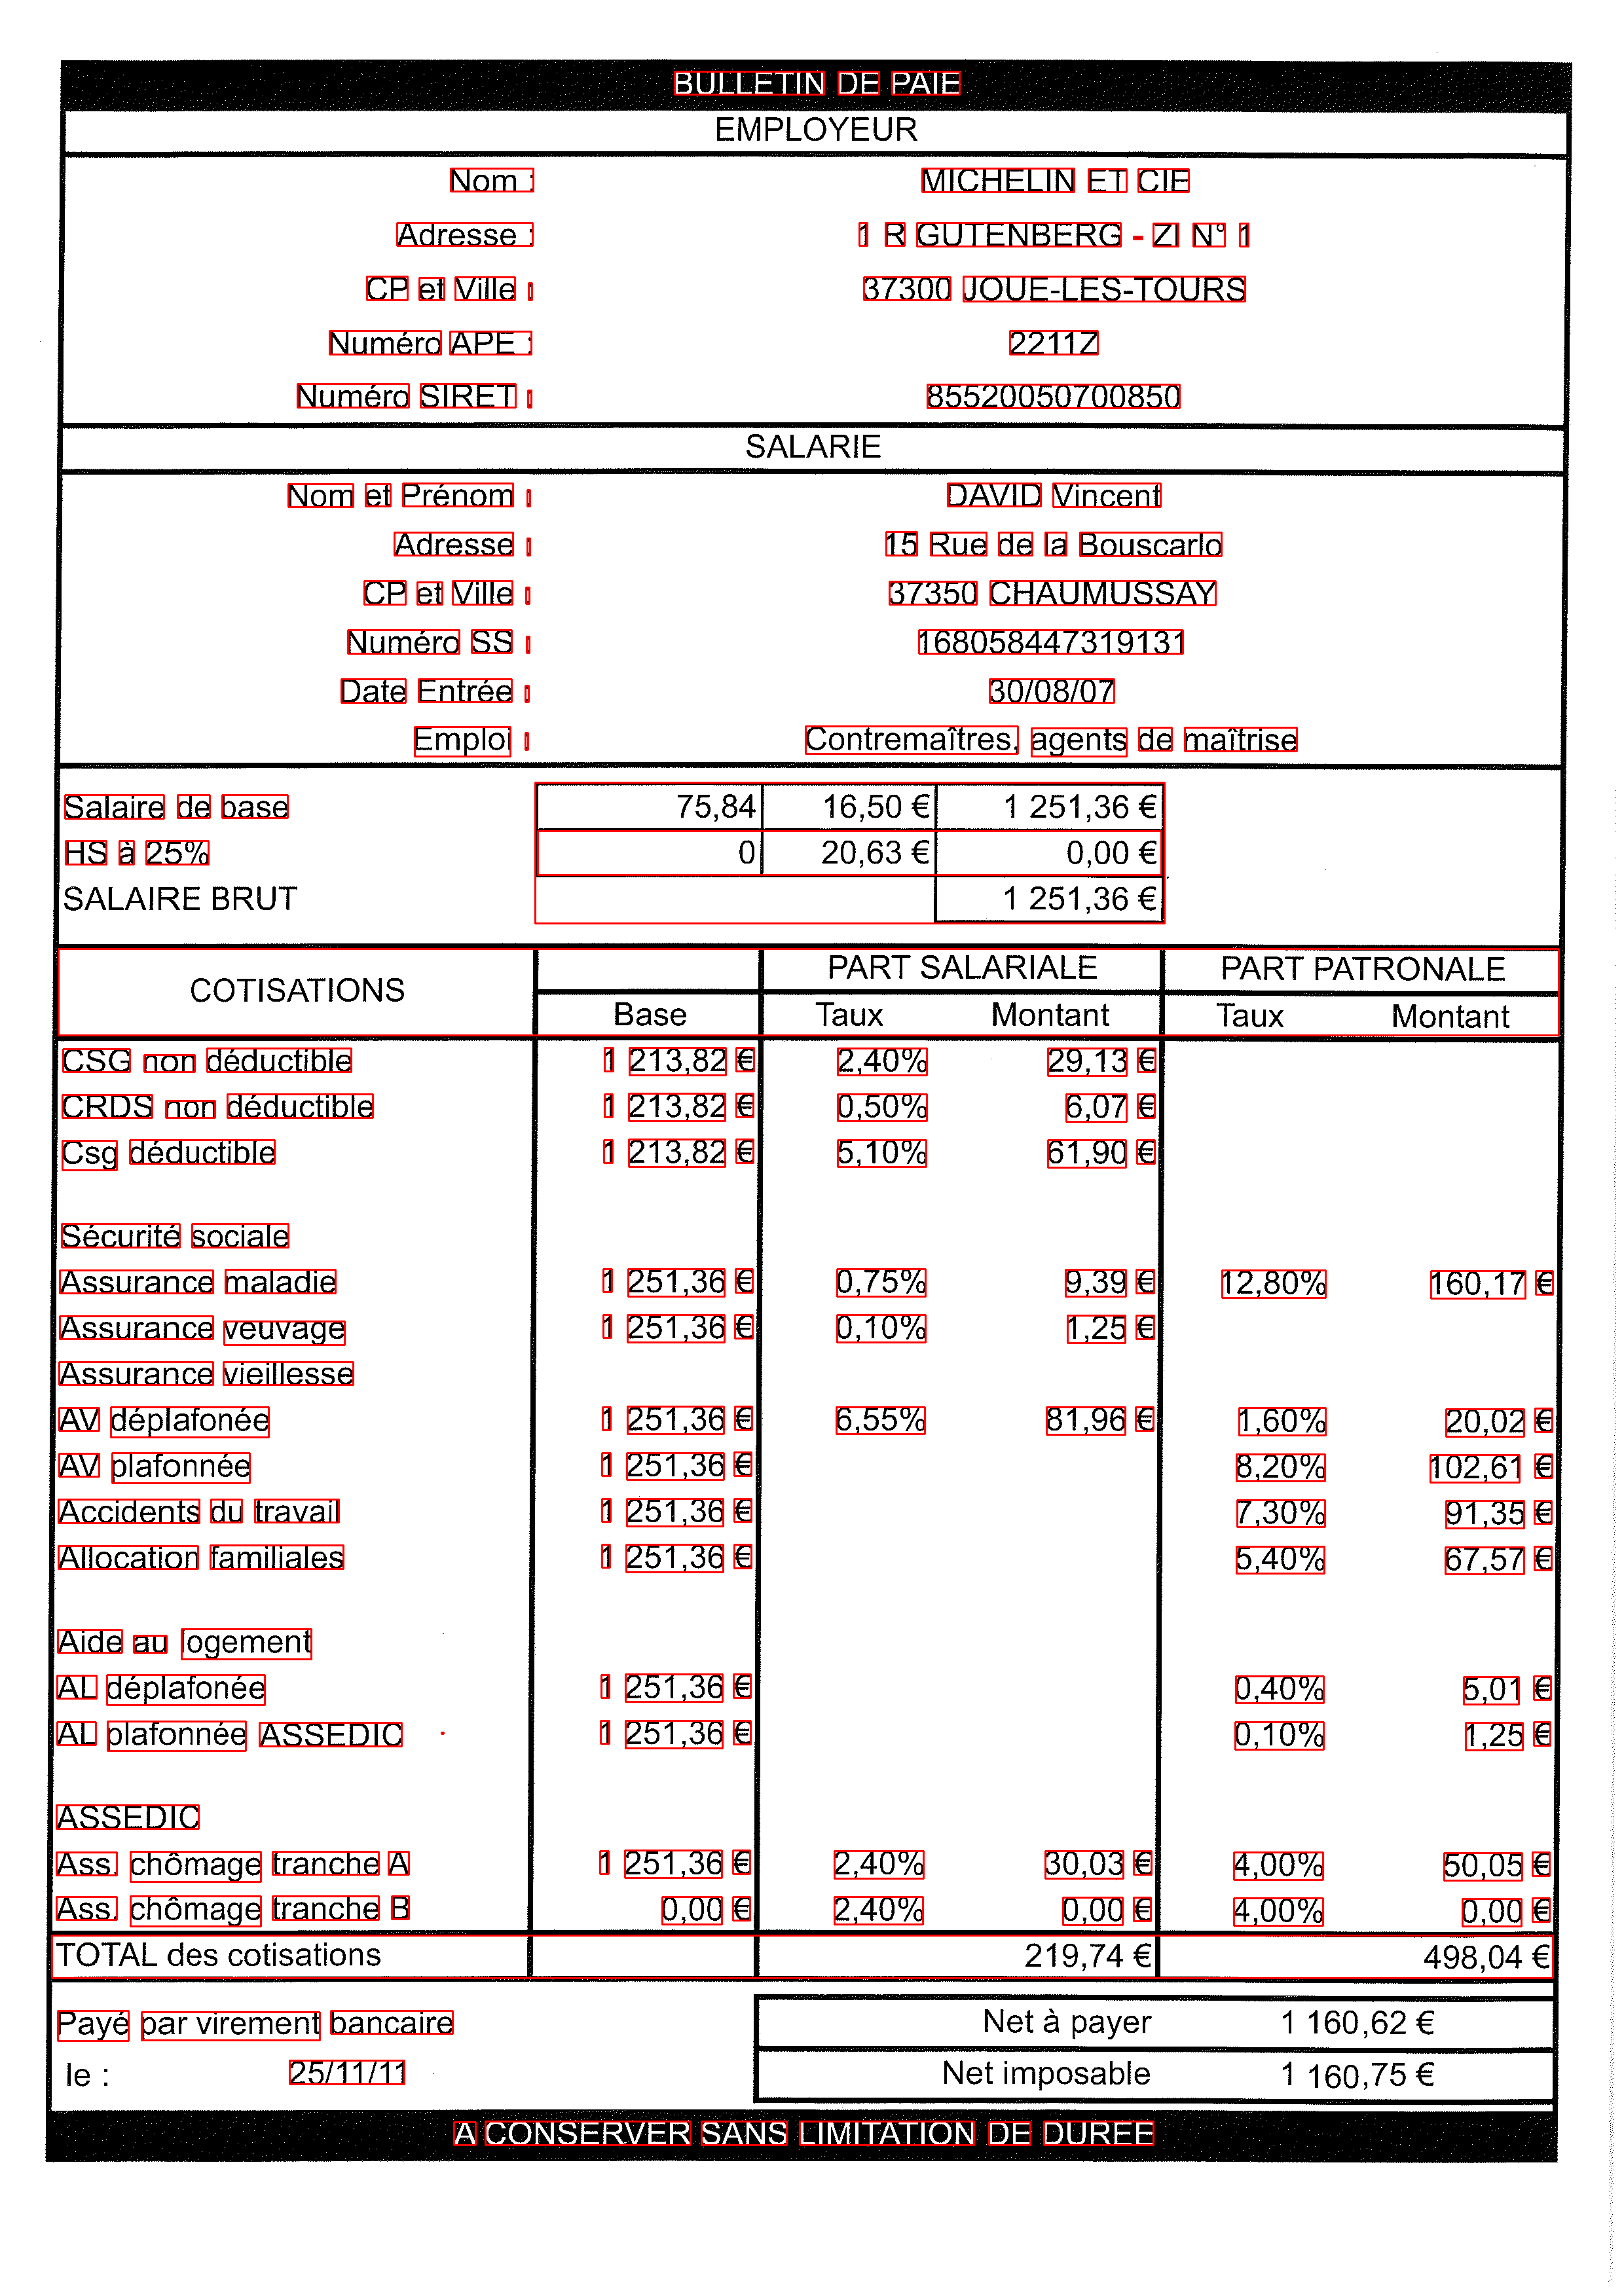 BULLETIN DE PAIE
EMPLOYEUR
Nom : MICHELIN ET CIE
Adresse : 1 R GUTENBERG - ZI N° 1
CP et Ville : 37300 JOUE-LES-TOURS
Numéro APE : 2211Z
Numéro SIRET : 85520050700850
SALARIE
Nom et Prénom : DAVID Vincent
Adresse : 15 Rue de la Bouscarlo
CP et Ville : 37350 CHAUMUSSAY
Numéro SS : 168058447319131
Date Entrée : 30/08/07
Emploi : Contremaîtres, agents de maîtrise
Salaire de base 75,84 16,50 € 1 251,36 €
HS à 25% 0 20,63 € 0,00 €
SALAIRE BRUT 1 251,36 €
COTISATIONS PART SALARIALE PART PATRONALE
Base Taux Montant Taux Montant
CSG non déductible 1 213,82 € 2,40% 29,13 €
CRDS non déductible 1 213,82 € 0,50% 6,07 €
Csg déductible 1 213,82 € 5,10% 61,90 €
Sécurité sociale
Assurance maladie 1 251,36 € 0,75% 9,39 € 12,80% 160,17 €
Assurance veuvage 1 251,36 € 0,10% 1,25 €
Assurance vieillesse
AV déplafonée 1 251,36 € 6,55% 81,96 € 1,60% 20,02 €
AV plafonnée 1 251,36 € 8,20% 102,61 €
Accidents du travail 1 251,36 € 7,30% 91,35 €
Allocation familiales 1 251,36 € 5,40% 67,57 €
Aide au logement
AL déplafonée 1 251,36 € 0,40% 5,01 €
AL plafonnée ASSEDIC 1 251,36 € 0,10% 1,25 €
ASSEDIC
Ass. chômage tranche A 1 251,36 € 2,40% 30,03 € 4,00% 50,05 €
Ass. chômage tranche B 0,00 € 2,40% 0,00 € 4,00% 0,00 €
TOTAL des cotisations 219,74 € 498,04 €
Payé par virement bancaire Net à payer 1 160,62 €
le : 25/11/11 Net imposable 1 160,75 €
A CONSERVER SANS LIMITATION DE DUREE